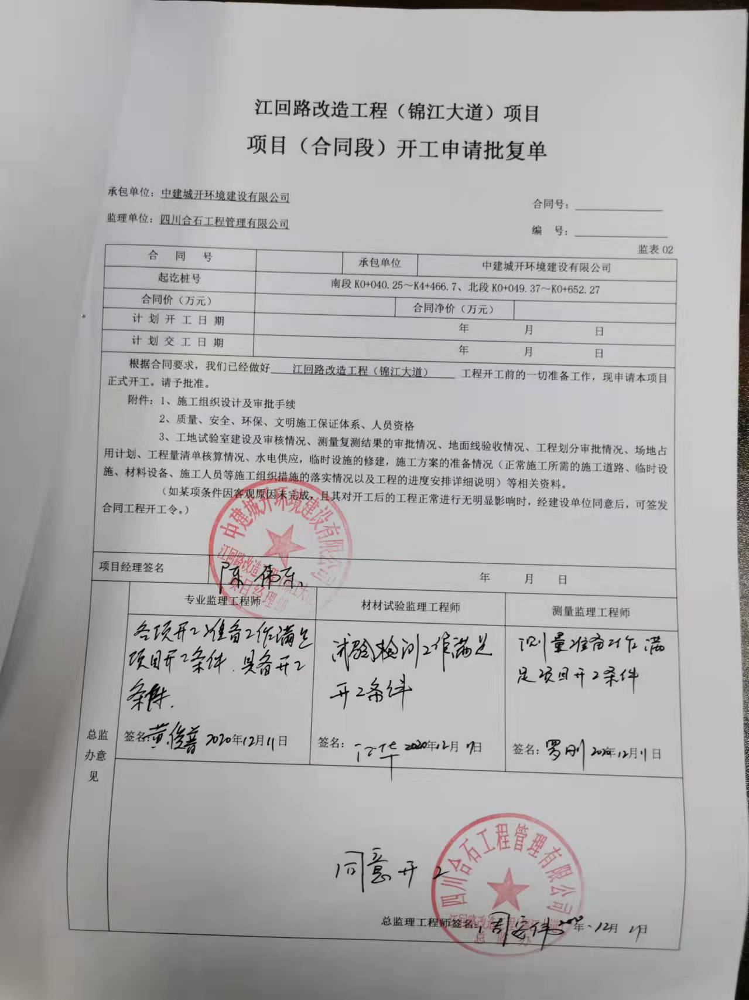 江回路改造工程（锦江大道）项目
项目（合同段）开工申请批复单
承包单位：中建城开环境建设有限公司
合同号：
监理单位：四川合石工程管理有限公司
编 号：
监表 02
合 同 号 承包单位 中建城开环境建设有限公司
起讫桩号 南段 K0+040.25～K4+466.7、北段 K0+049.37～K0+652.27
合同价（万元） 合同净价（万元）
计 划 开 工 日 期 年 月 日
计 划 交 工 日 期 年 月 日
根据合同要求，我们已经做好 江回路改造工程（锦江大道） 工程开工前的一切准备工作，现申请本项目
正式开工。请予批准。
附件：1、施工组织设计及审批手续
2、质量、安全、环保、文明施工保证体系、人员资格
3、工地试验室建设及审核情况、测量复测结果的审批情况、地面线验收情况、工程划分审批情况、场地占
用计划、工程量清单核算情况、水电供应，临时设施的修建，施工方案的准备情况（正常施工所需的施工道路、临时设
施、材料设备、施工人员等施工组织措施的落实情况以及工程的进度安排详细说明）等相关资料。
（如某项条件因客观原因未完成，且其对开工后的工程正常进行无明显影响时，经建设单位同意后，可签发
合同工程开工令。）
中建城开环境建设有限公司
江回路改造工程（锦江大道）
项目经理部
项目经理签名 陈伟东 年 月 日
专业监理工程师 材材试验监理工程师 测量监理工程师
各项开工准备工作满足
项目开工条件，具备开工
条件.
签名：黄俊普 2020年12月11日
试验检测工作满足
开工条件
签名： 2020年12月11日
测量准备工作满
足项目开工条件
签名：罗刚 2020年12月11日
总监
办意
见
同意开工
四川合石工程管理有限公司
总监理工程师签名：周安伟 2020年12月11日